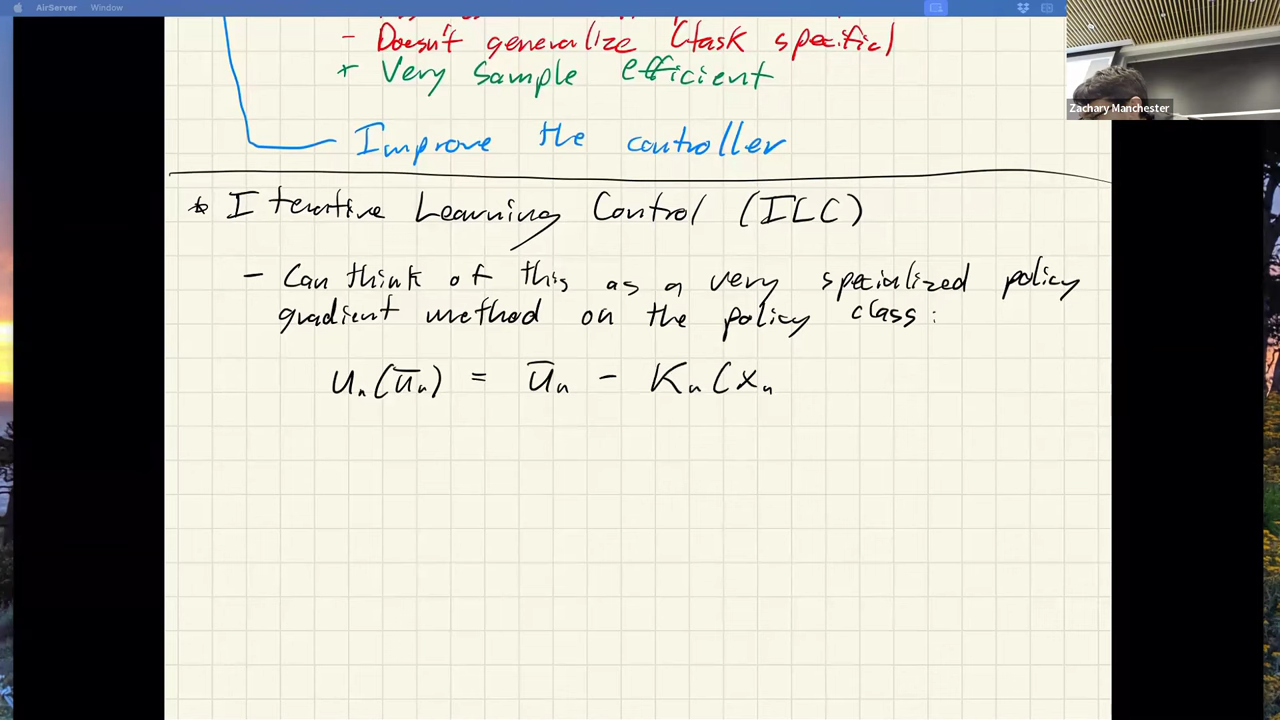 AirServer Window
- Doesn't generalize (task specific)
+ Very sample efficient
Zachary Manchester
Improve the controller
* Iterative Learning Control (ILC)
- Can think of this as a very specialized policy
gradient method on the policy class:
uₙ(ūₙ) = ūₙ - Kₙ(xₙ